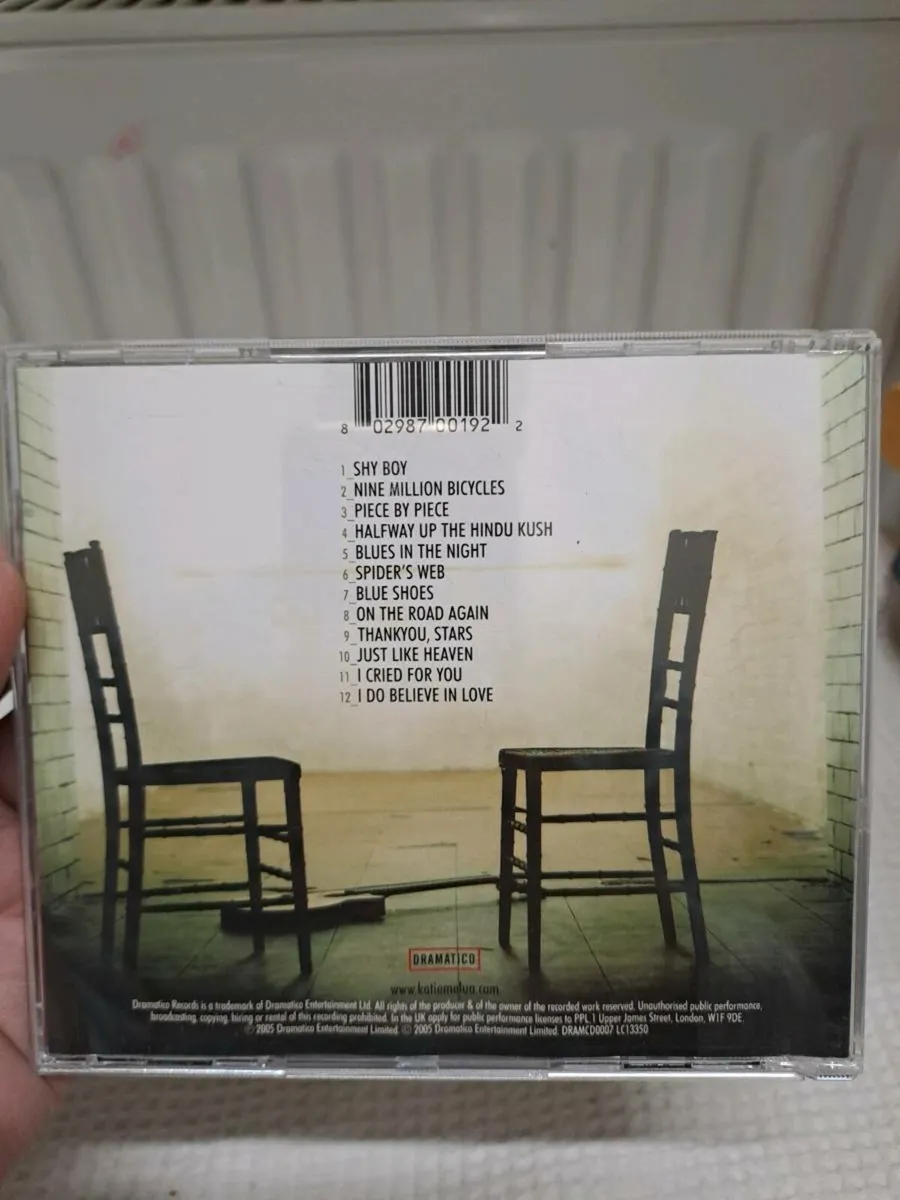 8 02987 00192 2
1_SHY BOY
2_NINE MILLION BICYCLES
3_PIECE BY PIECE
4_HALFWAY UP THE HINDU KUSH
5_BLUES IN THE NIGHT
6_SPIDER'S WEB
7_BLUE SHOES
8_ON THE ROAD AGAIN
9_THANKYOU, STARS
10_JUST LIKE HEAVEN
11_I CRIED FOR YOU
12_I DO BELIEVE IN LOVE
DRAMATICO
www.katiemelua.com
Dramatico Records is a trademark of Dramatico Entertainment Ltd. All rights of the producer & of the owner of the recorded work reserved. Unauthorised public performance,
broadcasting, copying, hiring or rental of this recording prohibited. In the UK apply for public performance licenses to PPL 1 Upper James Street, London, W1F 9DE.
℗ 2005 Dramatico Entertainment Limited. © 2005 Dramatico Entertainment Limited. DRAMCD0007 LC13350